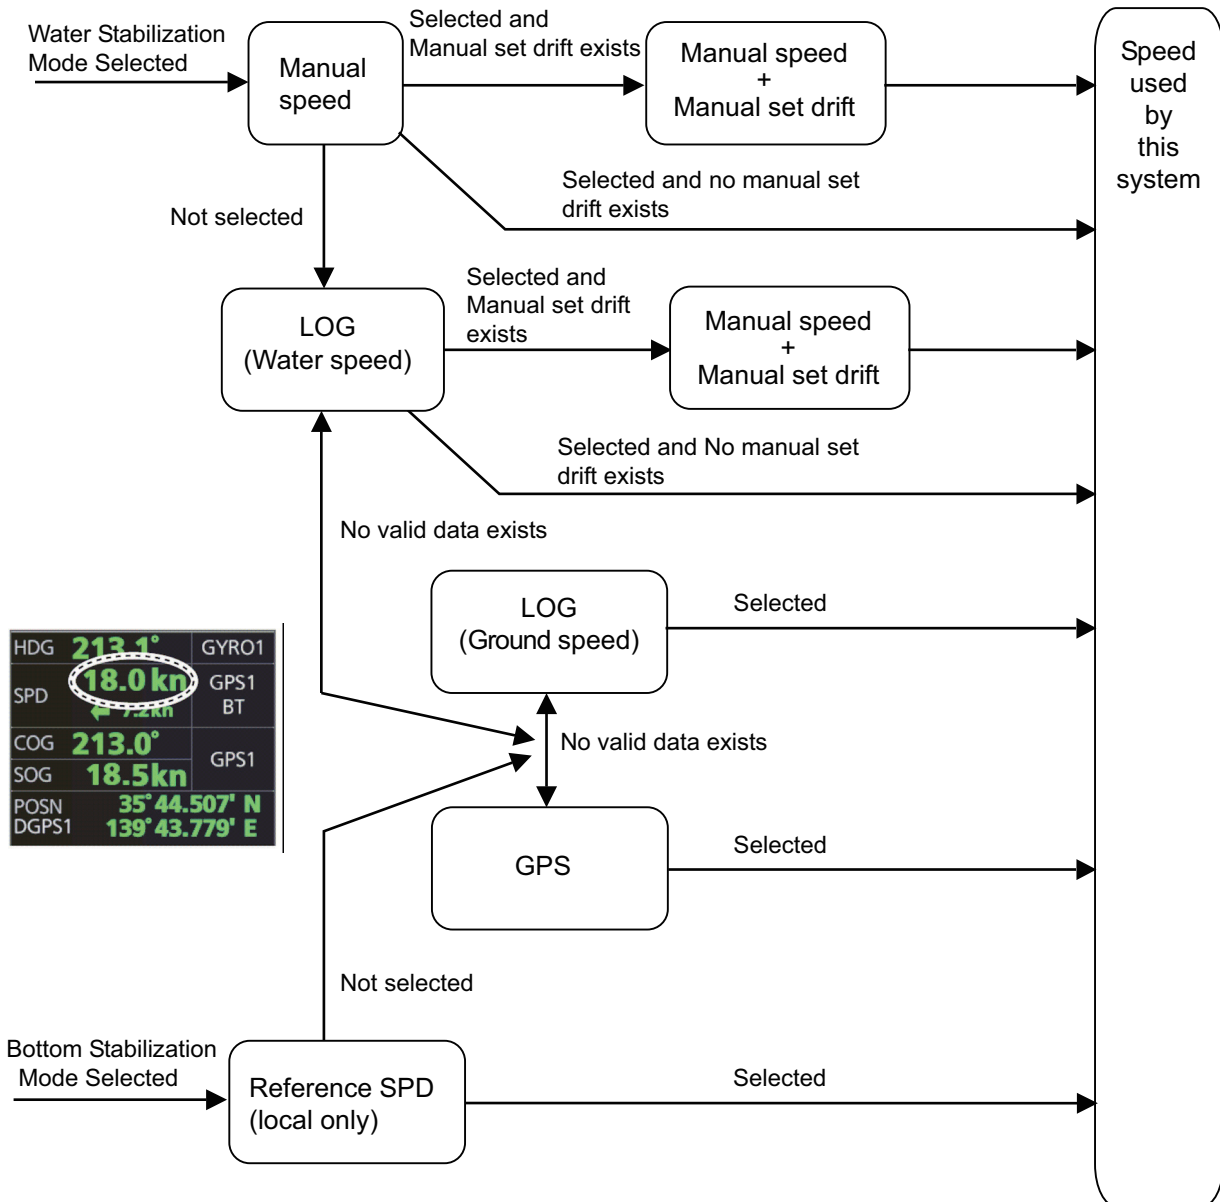 Water Stabilization
Mode Selected
Manual
speed
Selected and
Manual set drift exists
Manual speed
+
Manual set drift
Speed
used
by
this
system
Selected and no manual set
drift exists
Not selected
LOG
(Water speed)
Selected and
Manual set drift
exists
Manual speed
+
Manual set drift
Selected and No manual set
drift exists
No valid data exists
LOG
(Ground speed)
Selected
HDG 213.1° GYRO1
SPD 18.0 kn GPS1
7.2kn BT
COG 213.0° GPS1
SOG 18.5kn
POSN 35° 44.507' N
DGPS1 139° 43.779' E
No valid data exists
GPS
Selected
Not selected
Bottom Stabilization
Mode Selected
Reference SPD
(local only)
Selected